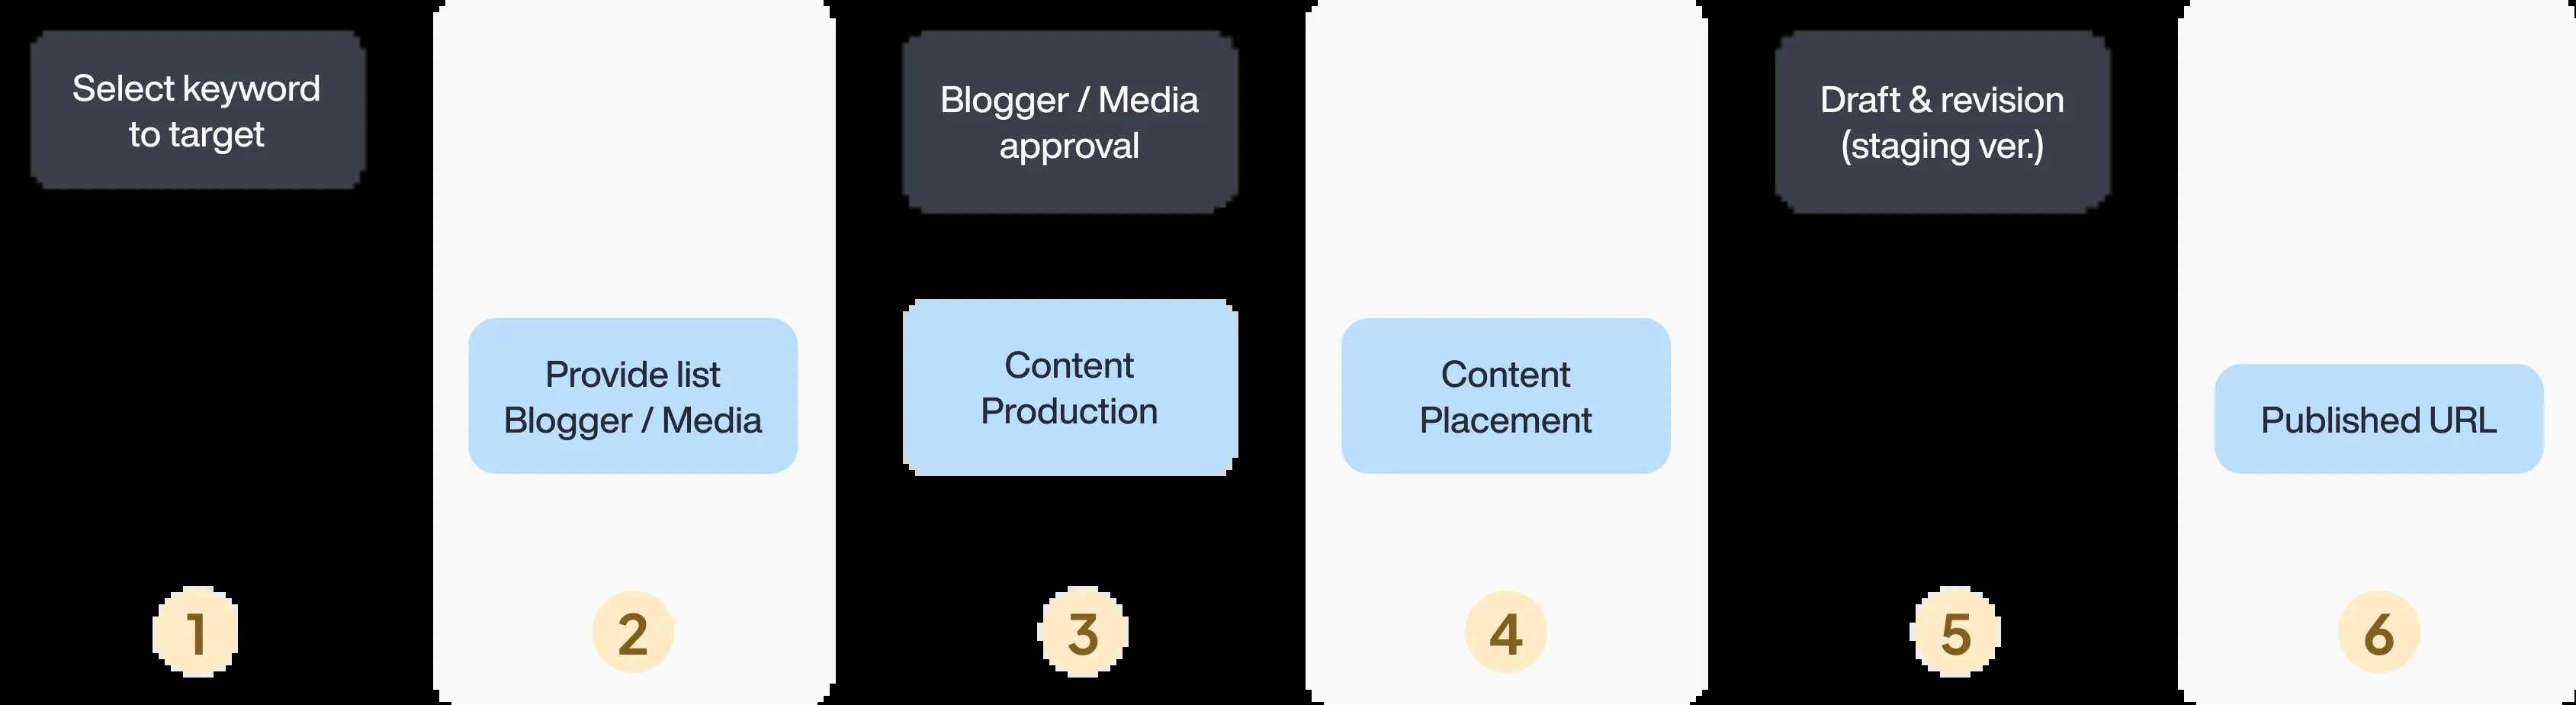 Select keyword
to target
1
Provide list
Blogger / Media
2
Blogger / Media
approval
Content
Production
3
Content
Placement
4
Draft & revision
(staging ver.)
5
Published URL
6